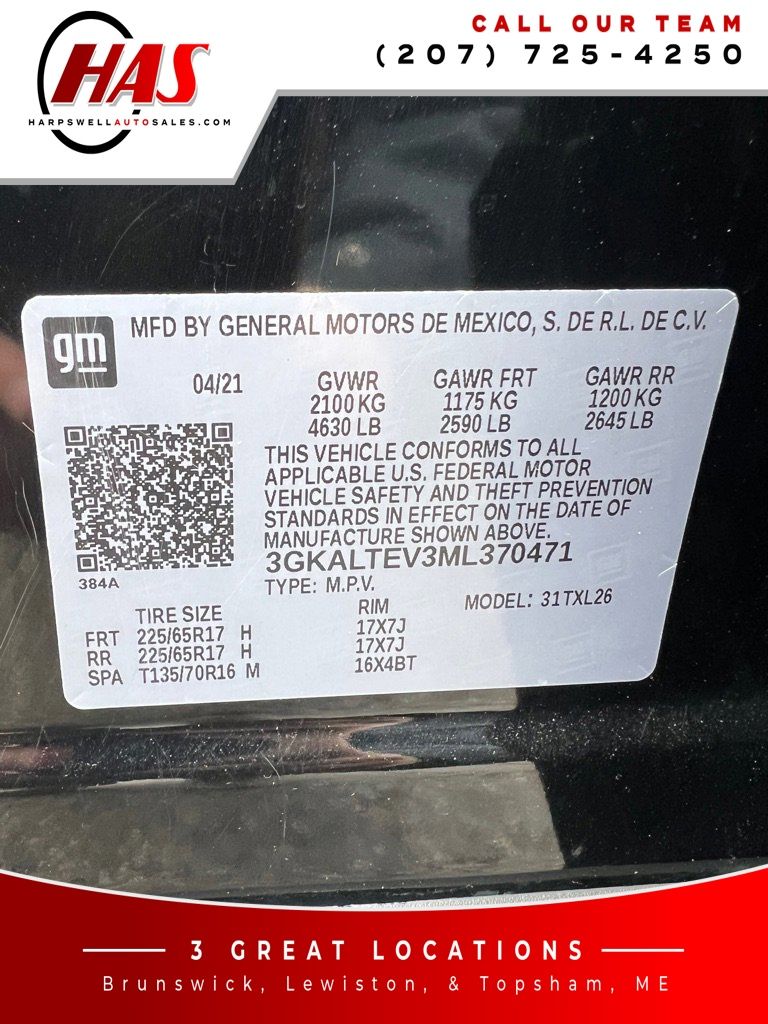 HAS
HARPSWELLAUTOSALES.COM
CALL OUR TEAM
(207) 725-4250
gm
MFD BY GENERAL MOTORS DE MEXICO, S. DE R.L. DE C.V.
04/21 GVWR GAWR FRT GAWR RR
2100 KG 1175 KG 1200 KG
4630 LB 2590 LB 2645 LB
THIS VEHICLE CONFORMS TO ALL
APPLICABLE U.S. FEDERAL MOTOR
VEHICLE SAFETY AND THEFT PREVENTION
STANDARDS IN EFFECT ON THE DATE OF
MANUFACTURE SHOWN ABOVE.
3GKALTEV3ML370471
384A
TYPE: M.P.V. MODEL: 31TXL26
TIRE SIZE RIM
FRT 225/65R17 H 17X7J
RR 225/65R17 H 17X7J
SPA T135/70R16 M 16X4BT
3 GREAT LOCATIONS
Brunswick, Lewiston, & Topsham, ME